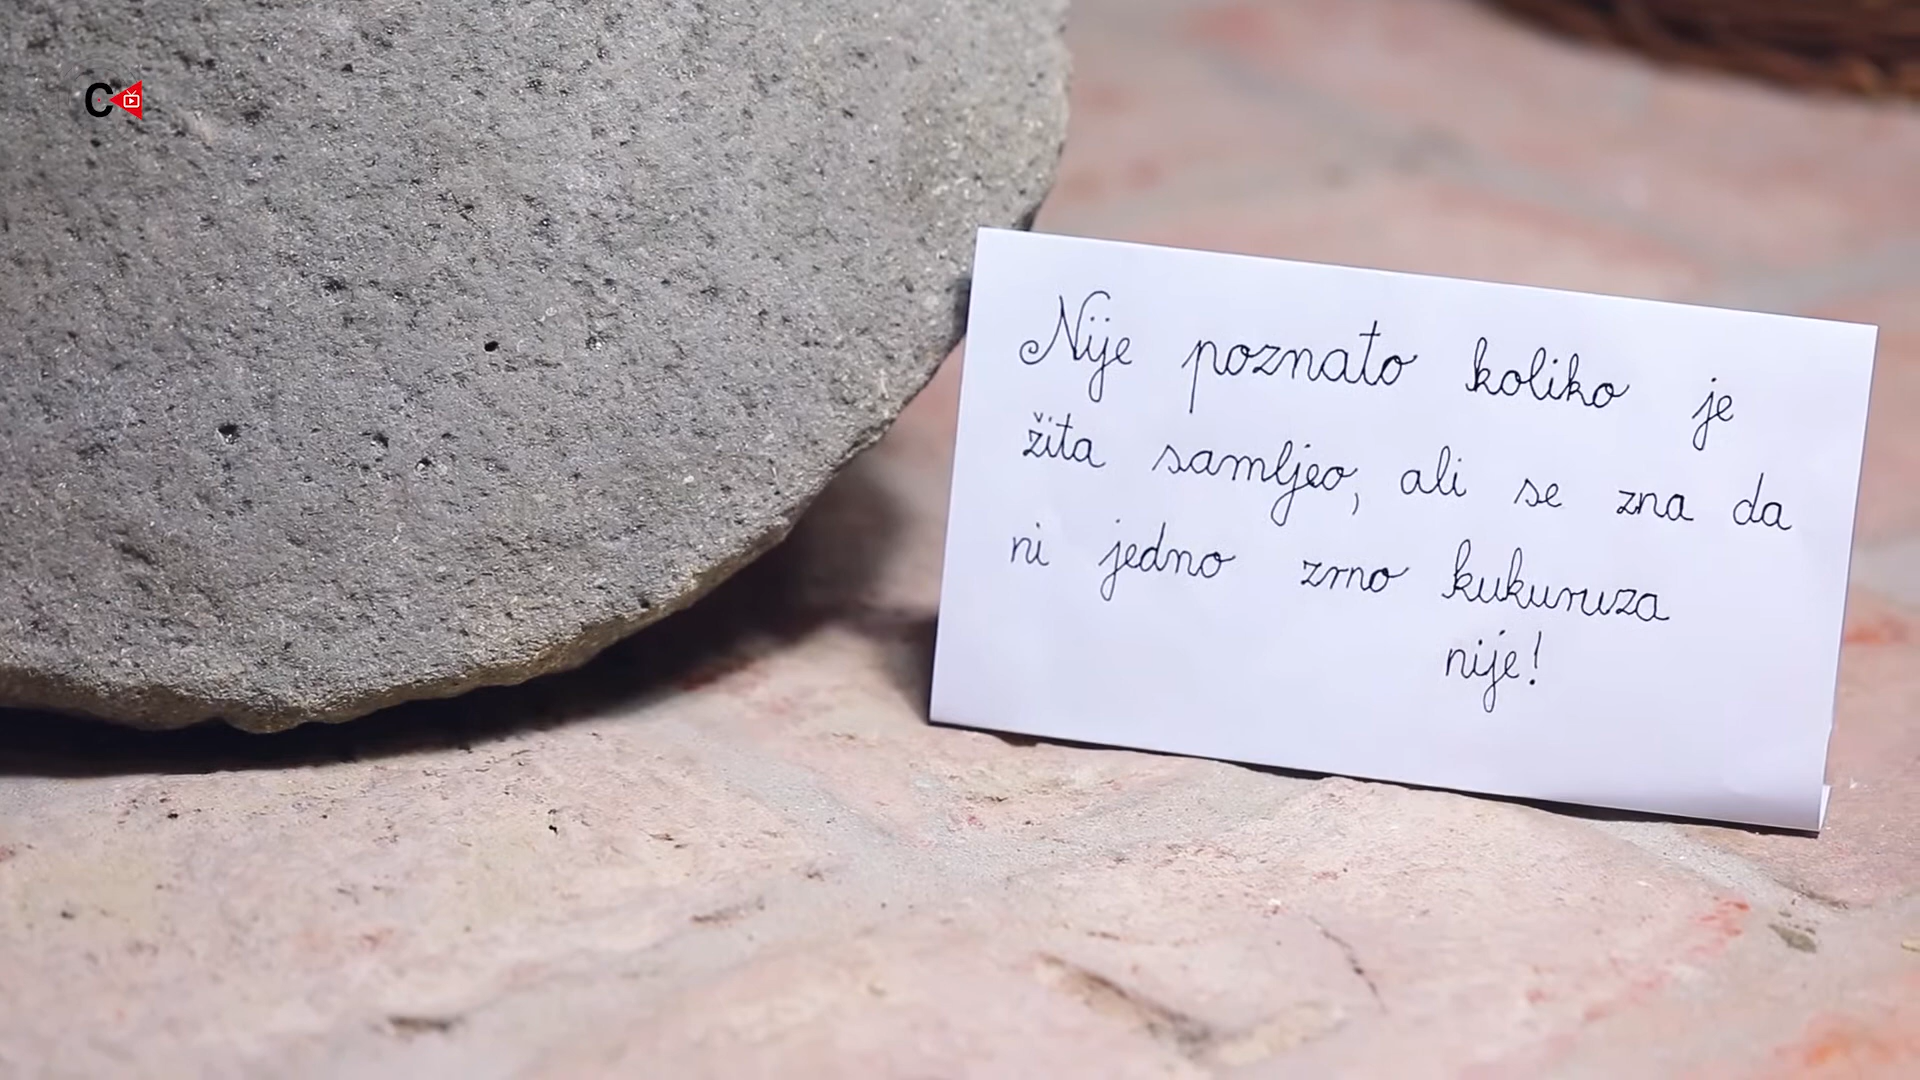 C
Nije poznato koliko je
žita samljeo, ali se zna da
ni jedno zrno kukuruza
nije!